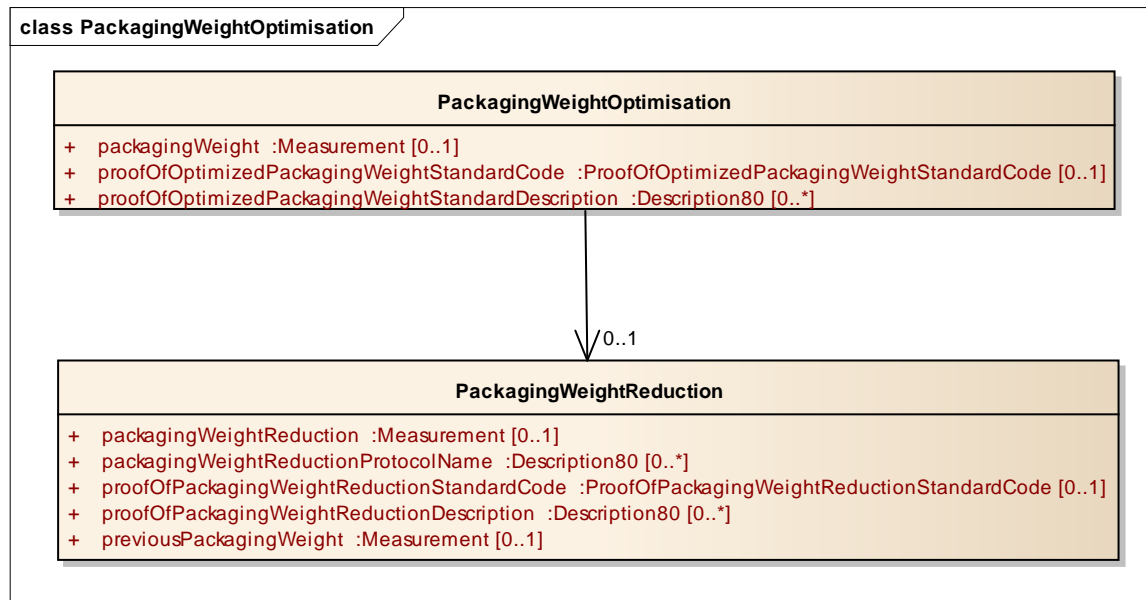 class PackagingWeightOptimisation
PackagingWeightOptimisation
+ packagingWeight :Measurement [0..1]
+ proofOfOptimizedPackagingWeightStandardCode :ProofOfOptimizedPackagingWeightStandardCode [0..1]
+ proofOfOptimizedPackagingWeightStandardDescription :Description80 [0..*]
0..1
PackagingWeightReduction
+ packagingWeightReduction :Measurement [0..1]
+ packagingWeightReductionProtocolName :Description80 [0..*]
+ proofOfPackagingWeightReductionStandardCode :ProofOfPackagingWeightReductionStandardCode [0..1]
+ proofOfPackagingWeightReductionDescription :Description80 [0..*]
+ previousPackagingWeight :Measurement [0..1]